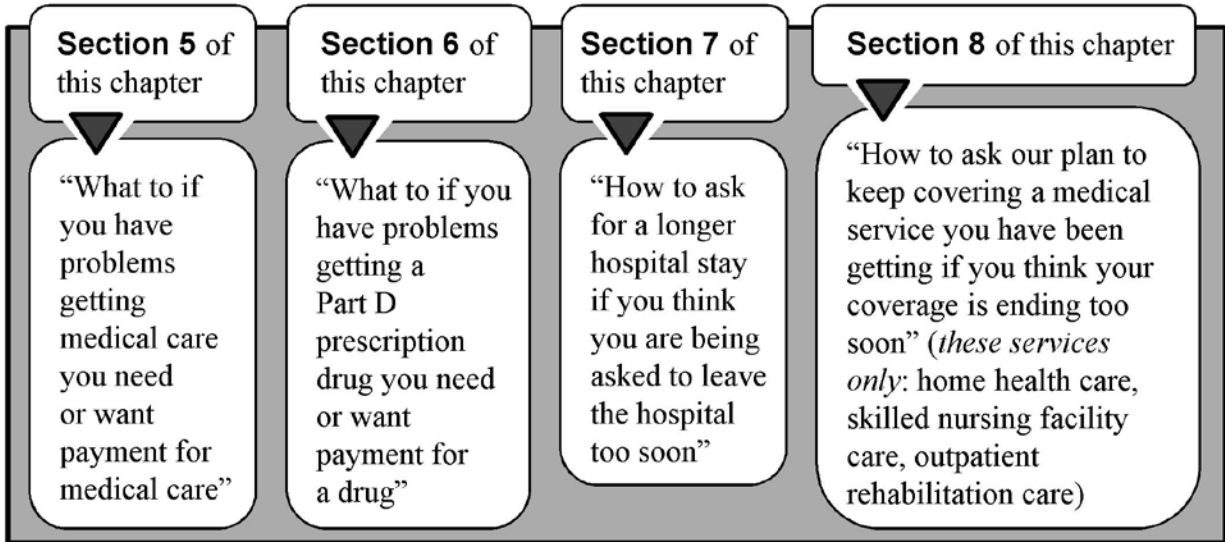 Section 5 of
this chapter
“What to if
you have
problems
getting
medical care
you need
or want
payment for
medical care”
Section 6 of
this chapter
“What to if you
have problems
getting a
Part D
prescription
drug you need
or want
payment for
a drug”
Section 7 of
this chapter
“How to ask
for a longer
hospital stay
if you think
you are being
asked to leave
the hospital
too soon”
Section 8 of this chapter
“How to ask our plan to
keep covering a medical
service you have been
getting if you think your
coverage is ending too
soon” (these services
only: home health care,
skilled nursing facility
care, outpatient
rehabilitation care)